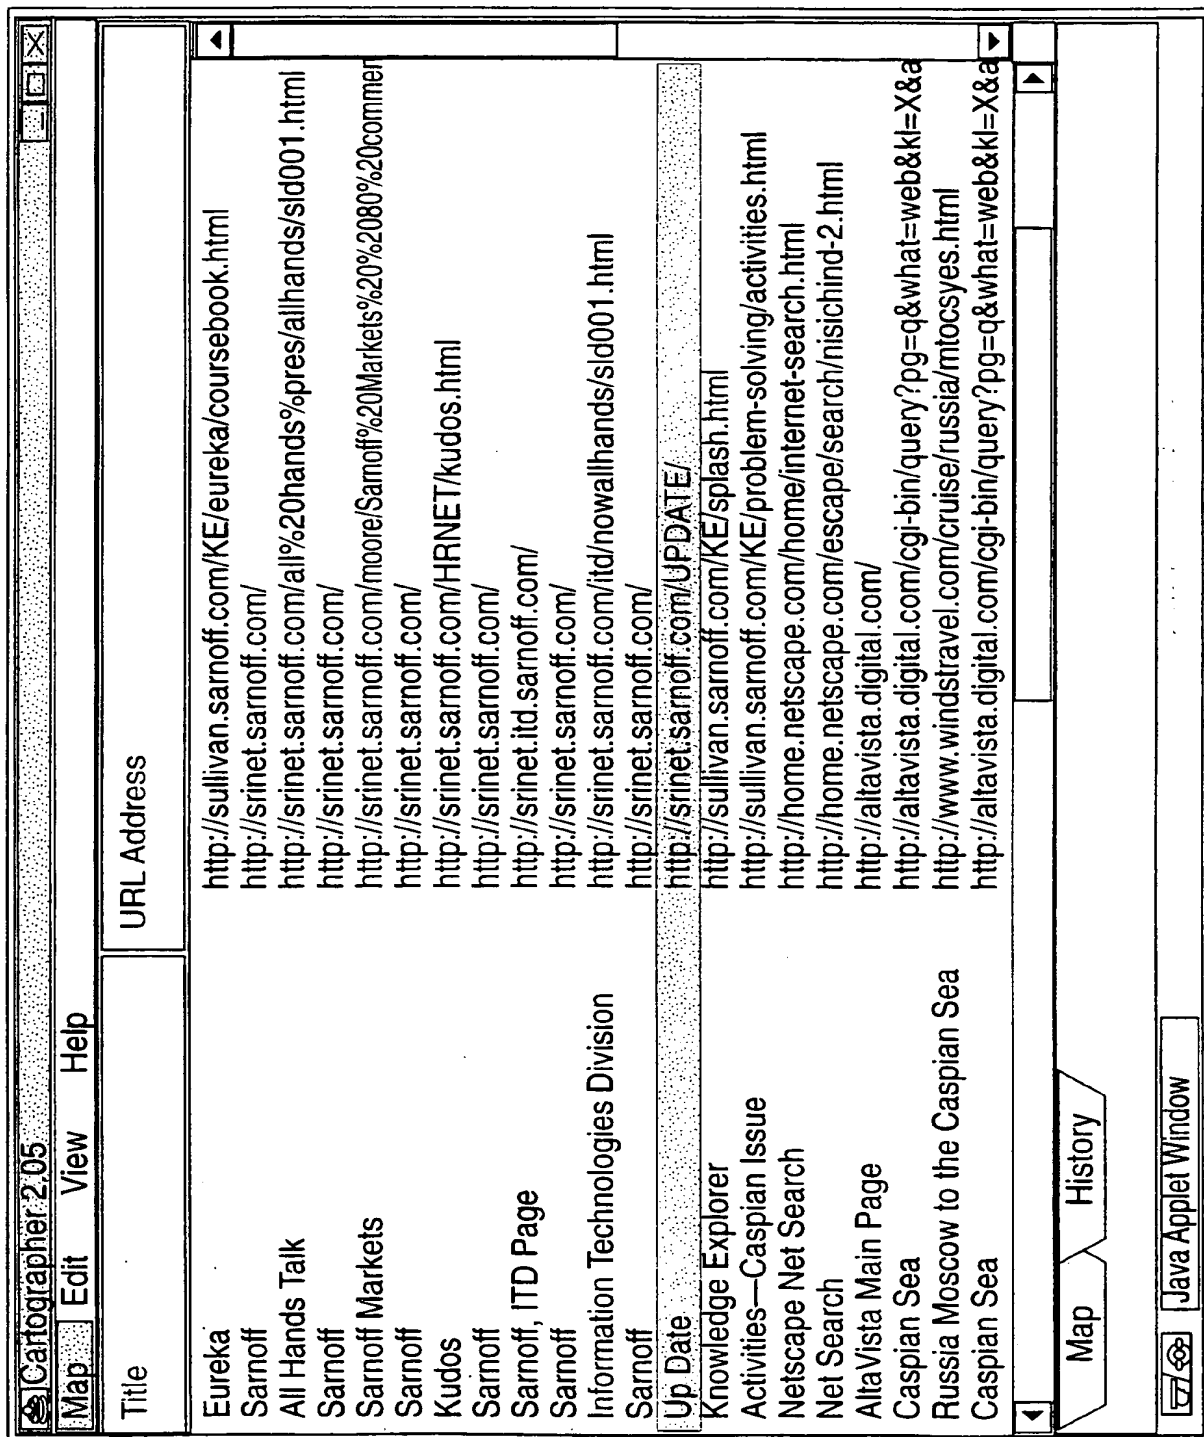 Cartographer 2.05
Map Edit View Help
Title URL Address
Eureka http://sullivan.sarnoff.com/KE/eureka/coursebook.html
Sarnoff http://srinet.sarnoff.com/
All Hands Talk http://srinet.sarnoff.com/all%20hands%pres/allhands/sld001.html
Sarnoff http://srinet.sarnoff.com/
Sarnoff Markets http://srinet.sarnoff.com/moore/Sarnoff%20Markets%20%2080%20commen
Sarnoff http://srinet.sarnoff.com/
Kudos http://srinet.sarnoff.com/HRNET/kudos.html
Sarnoff http://srinet.sarnoff.com/
Sarnoff, ITD Page http://srinet.itd.sarnoff.com/
Sarnoff http://srinet.sarnoff.com/
Information Technologies Division http://srinet.sarnoff.com/itd/nowallhands/sld001.html
Sarnoff http://srinet.sarnoff.com/
Up Date http://srinet.sarnoff.com/UPDATE/
Knowledge Explorer http://sullivan.sarnoff.com/KE/splash.html
Activities—Caspian Issue http://sullivan.sarnoff.com/KE/problem-solving/activities.html
Netscape Net Search http://home.netscape.com/home/internet-search.html
Net Search http://home.netscape.com/escape/search/nisichind-2.html
AltaVista Main Page http://altavista.digital.com/
Caspian Sea http://altavista.digital.com/cgi-bin/query?pg=q&what=web&kl=X&a
Russia Moscow to the Caspian Sea http://www.windstravel.com/cruise/russia/mtocsyes.html
Caspian Sea http://altavista.digital.com/cgi-bin/query?pg=q&what=web&kl=X&a
Map History
Java Applet Window